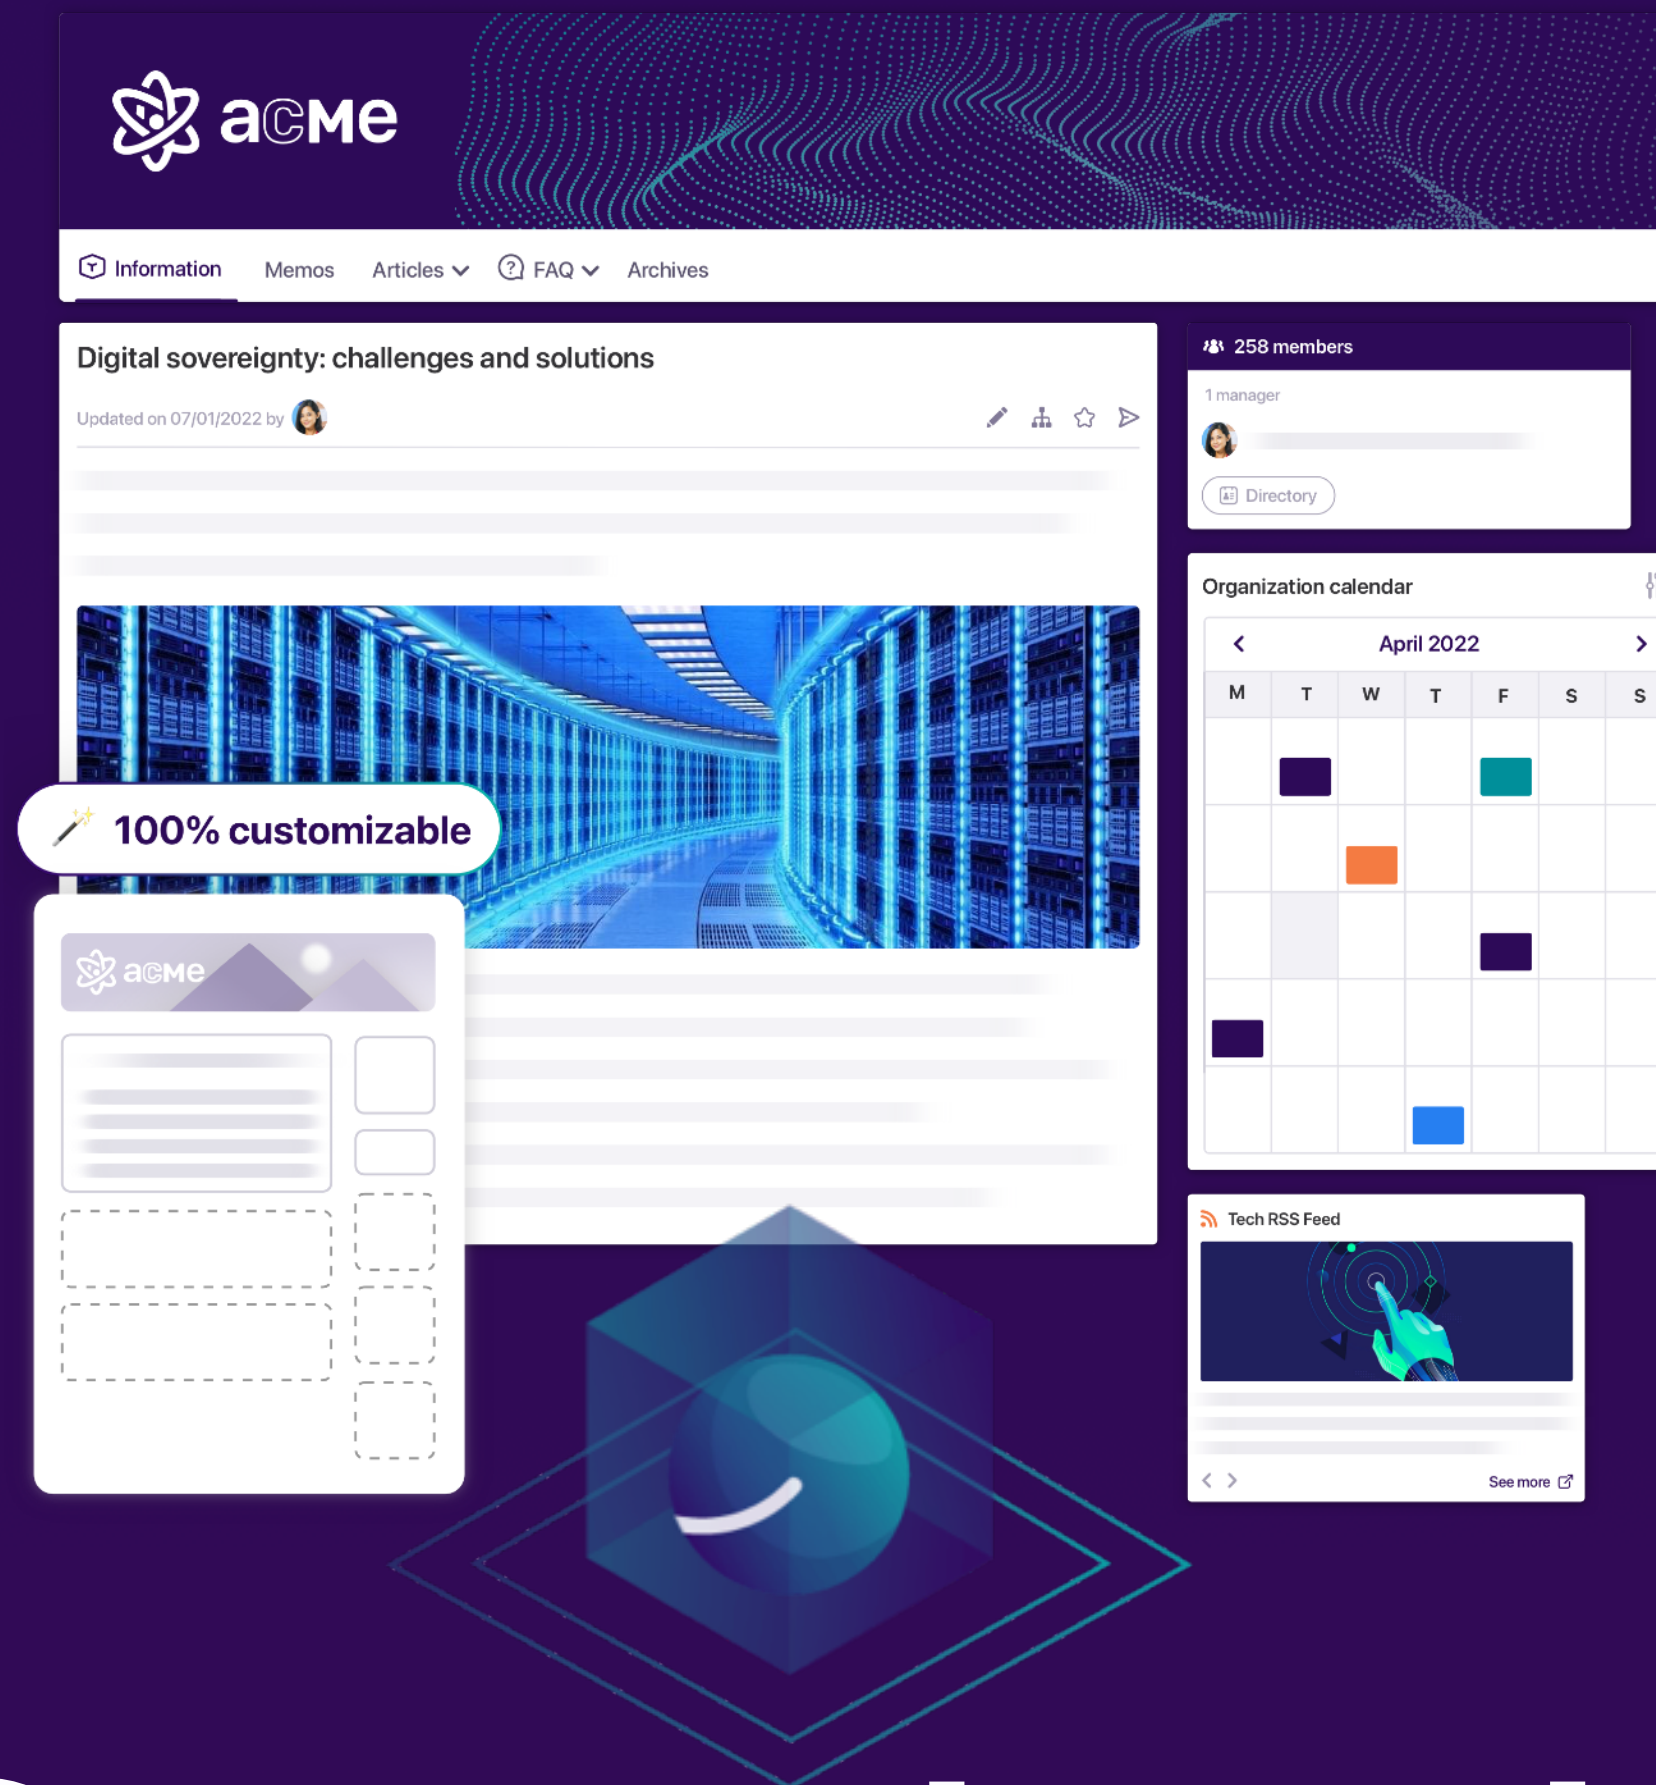 acme
Information Memos Articles FAQ Archives
Digital sovereignty: challenges and solutions
Updated on 07/01/2022 by
258 members
1 manager
Directory
Organization calendar
April 2022
M T W T F S S
100% customizable
acme
Tech RSS Feed
See more